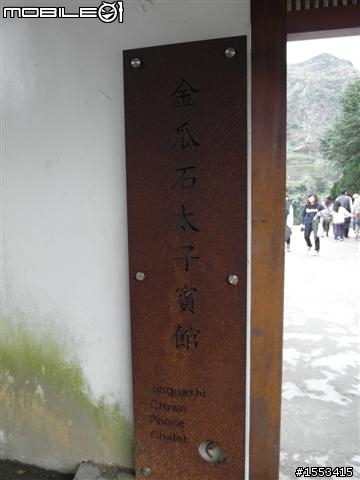 MOBILE01
金瓜石太子賓館
Jinguashi
Crown
Prince
Chalet
#1553415